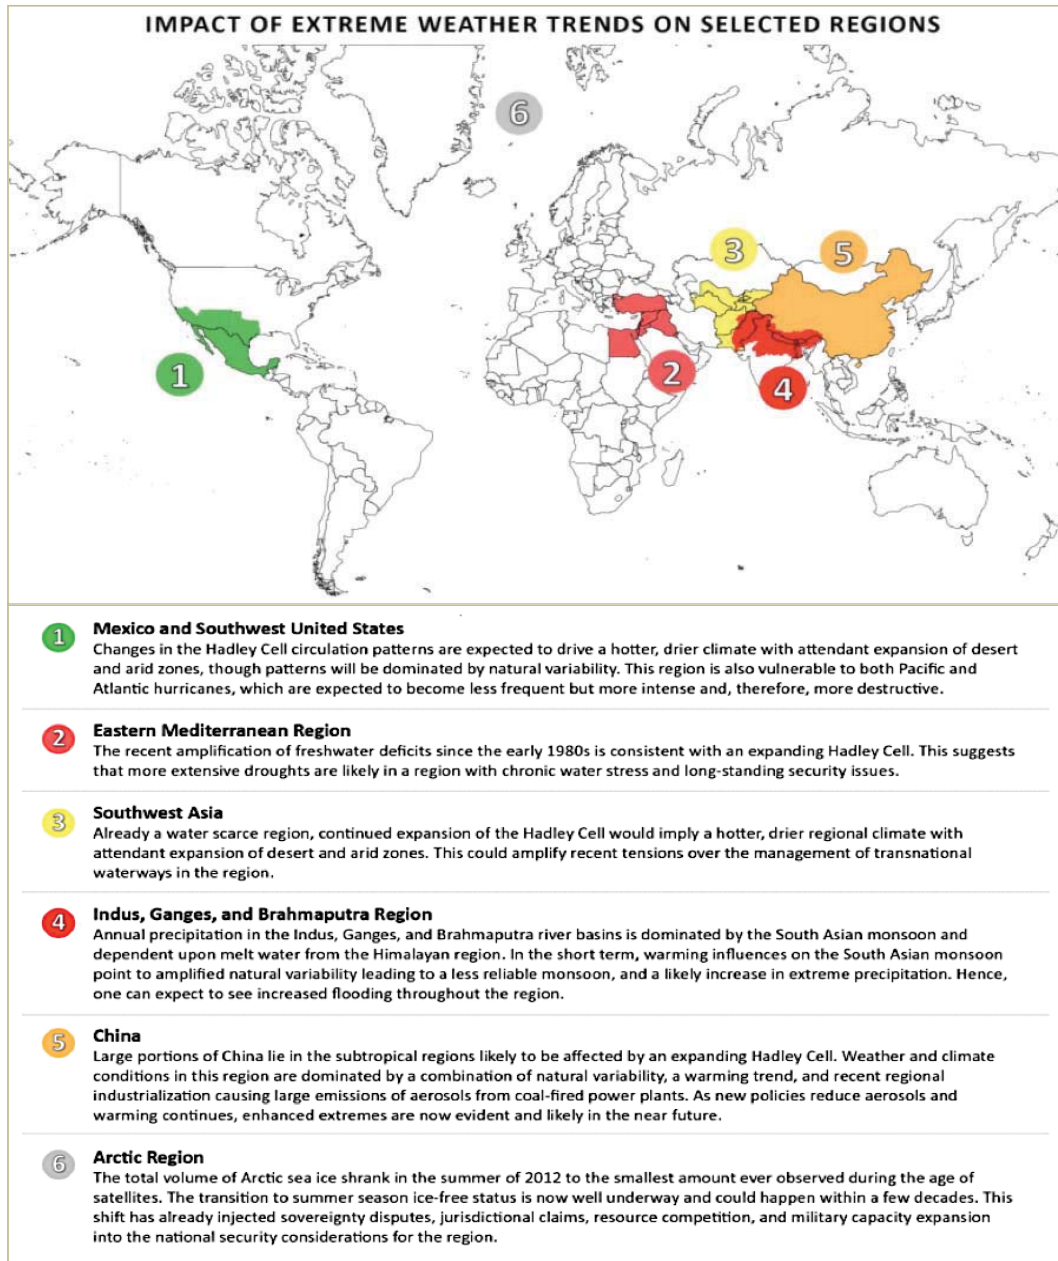 IMPACT OF EXTREME WEATHER TRENDS ON SELECTED REGIONS
6
3
5
1
2
4
1
Mexico and Southwest United States
Changes in the Hadley Cell circulation patterns are expected to drive a hotter, drier climate with attendant expansion of desert
and arid zones, though patterns will be dominated by natural variability. This region is also vulnerable to both Pacific and
Atlantic hurricanes, which are expected to become less frequent but more intense and, therefore, more destructive.
2
Eastern Mediterranean Region
The recent amplification of freshwater deficits since the early 1980s is consistent with an expanding Hadley Cell. This suggests
that more extensive droughts are likely in a region with chronic water stress and long-standing security issues.
3
Southwest Asia
Already a water scarce region, continued expansion of the Hadley Cell would imply a hotter, drier regional climate with
attendant expansion of desert and arid zones. This could amplify recent tensions over the management of transnational
waterways in the region.
4
Indus, Ganges, and Brahmaputra Region
Annual precipitation in the Indus, Ganges, and Brahmaputra river basins is dominated by the South Asian monsoon and
dependent upon melt water from the Himalayan region. In the short term, warming influences on the South Asian monsoon
point to amplified natural variability leading to a less reliable monsoon, and a likely increase in extreme precipitation. Hence,
one can expect to see increased flooding throughout the region.
5
China
Large portions of China lie in the subtropical regions likely to be affected by an expanding Hadley Cell. Weather and climate
conditions in this region are dominated by a combination of natural variability, a warming trend, and recent regional
industrialization causing large emissions of aerosols from coal-fired power plants. As new policies reduce aerosols and
warming continues, enhanced extremes are now evident and likely in the near future.
6
Arctic Region
The total volume of Arctic sea ice shrank in the summer of 2012 to the smallest amount ever observed during the age of
satellites. The transition to summer season ice-free status is now well underway and could happen within a few decades. This
shift has already injected sovereignty disputes, jurisdictional claims, resource competition, and military capacity expansion
into the national security considerations for the region.